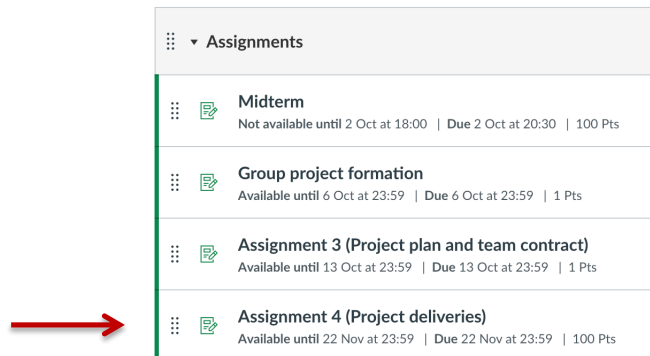 Assignments
Midterm
Not available until 2 Oct at 18:00 | Due 2 Oct at 20:30 | 100 Pts
Group project formation
Available until 6 Oct at 23:59 | Due 6 Oct at 23:59 | 1 Pts
Assignment 3 (Project plan and team contract)
Available until 13 Oct at 23:59 | Due 13 Oct at 23:59 | 1 Pts
Assignment 4 (Project deliveries)
Available until 22 Nov at 23:59 | Due 22 Nov at 23:59 | 100 Pts